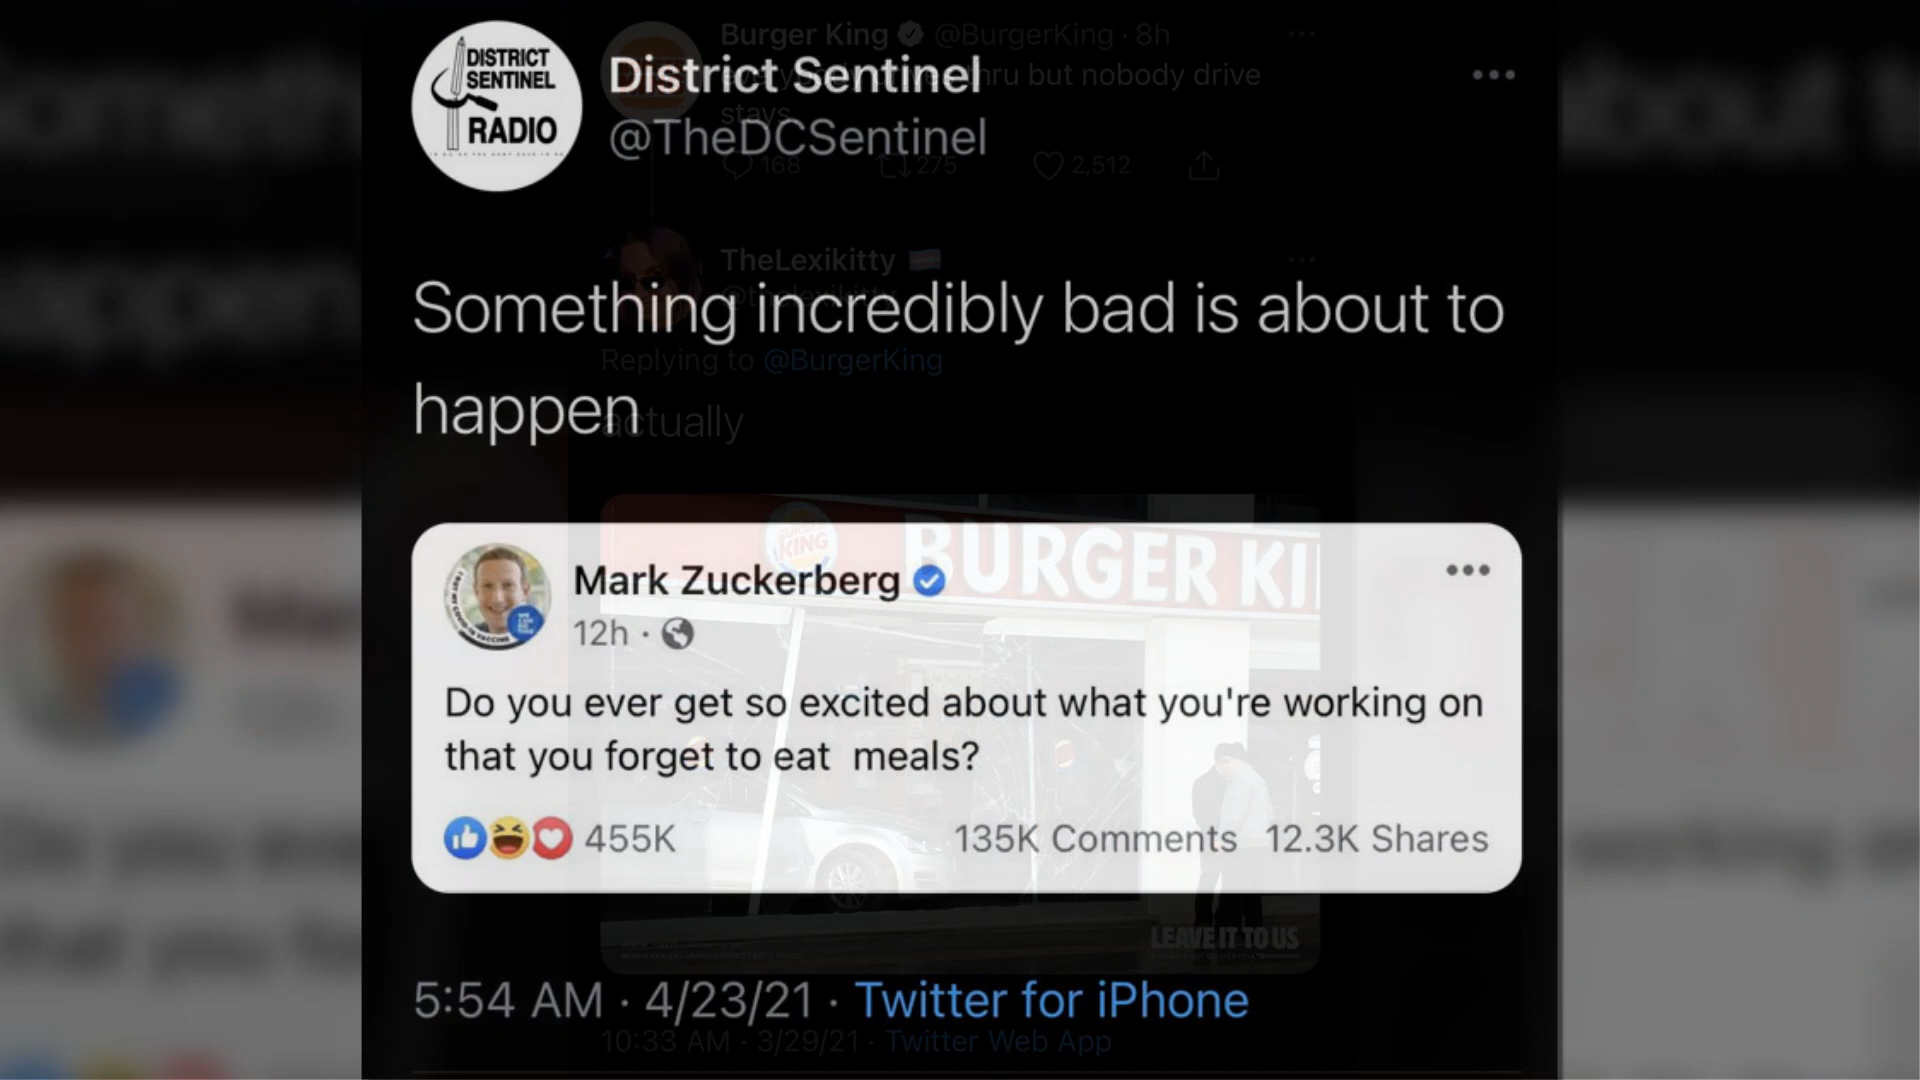 DISTRICT
SENTINEL
RADIO
District Sentinel
@TheDCSentinel
Something incredibly bad is about to
happen
Mark Zuckerberg
12h ·
Do you ever get so excited about what you're working on
that you forget to eat  meals?
455K 135K Comments 12.3K Shares
5:54 AM · 4/23/21 · Twitter for iPhone
Burger King @BurgerKing · 8h
thru but nobody drive
stays
168 275 2,512
TheLexikitty
@thelexikitty
Replying to @BurgerKing
actually
BURGER KING
BURGER KI
LEAVE IT TO US
10:33 AM · 3/29/21 · Twitter Web App